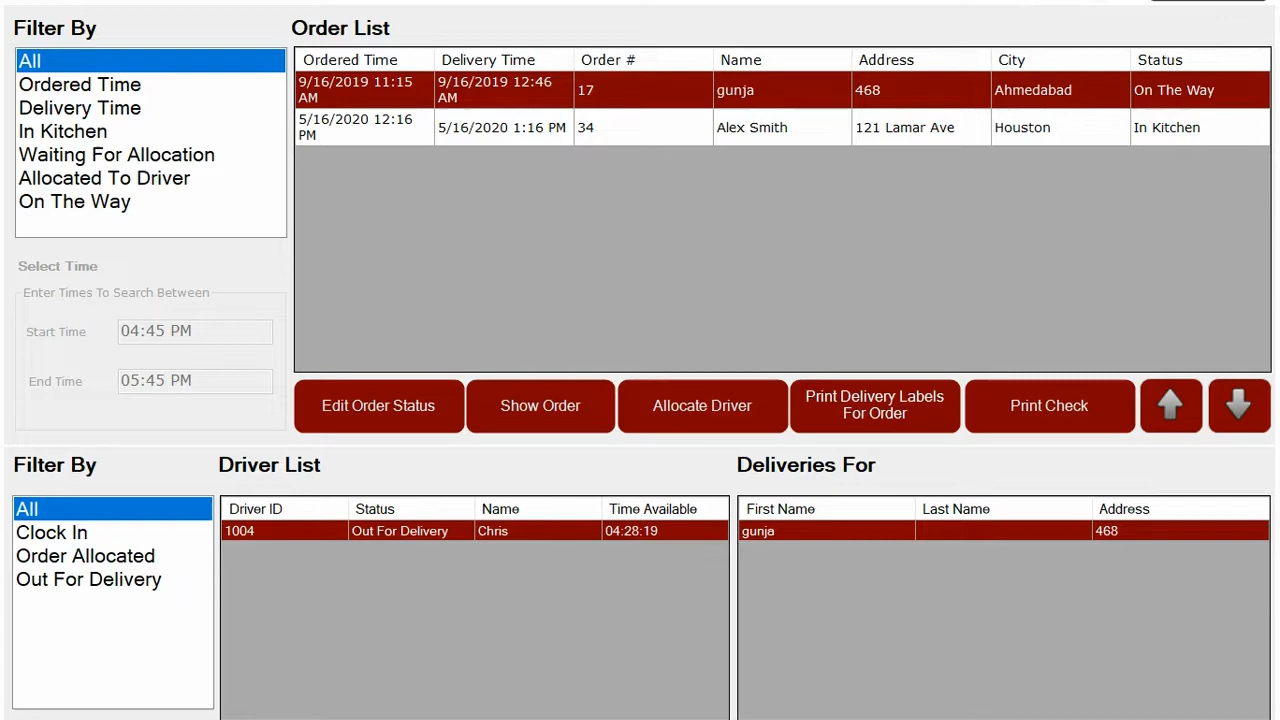 Filter By
Order List
All
Ordered Time
Delivery Time
In Kitchen
Waiting For Allocation
Allocated To Driver
On The Way
Ordered Time Delivery Time Order # Name Address City Status
9/16/2019 11:15 AM 9/16/2019 12:46 AM 17 gunja 468 Ahmedabad On The Way
5/16/2020 12:16 PM 5/16/2020 1:16 PM 34 Alex Smith 121 Lamar Ave Houston In Kitchen
Select Time
Enter Times To Search Between
Start Time 04:45 PM
End Time 05:45 PM
Edit Order Status
Show Order
Allocate Driver
Print Delivery Labels
For Order
Print Check
Filter By
All
Clock In
Order Allocated
Out For Delivery
Driver List
Driver ID Status Name Time Available
1004 Out For Delivery Chris 04:28:19
Deliveries For
First Name Last Name Address
gunja 468